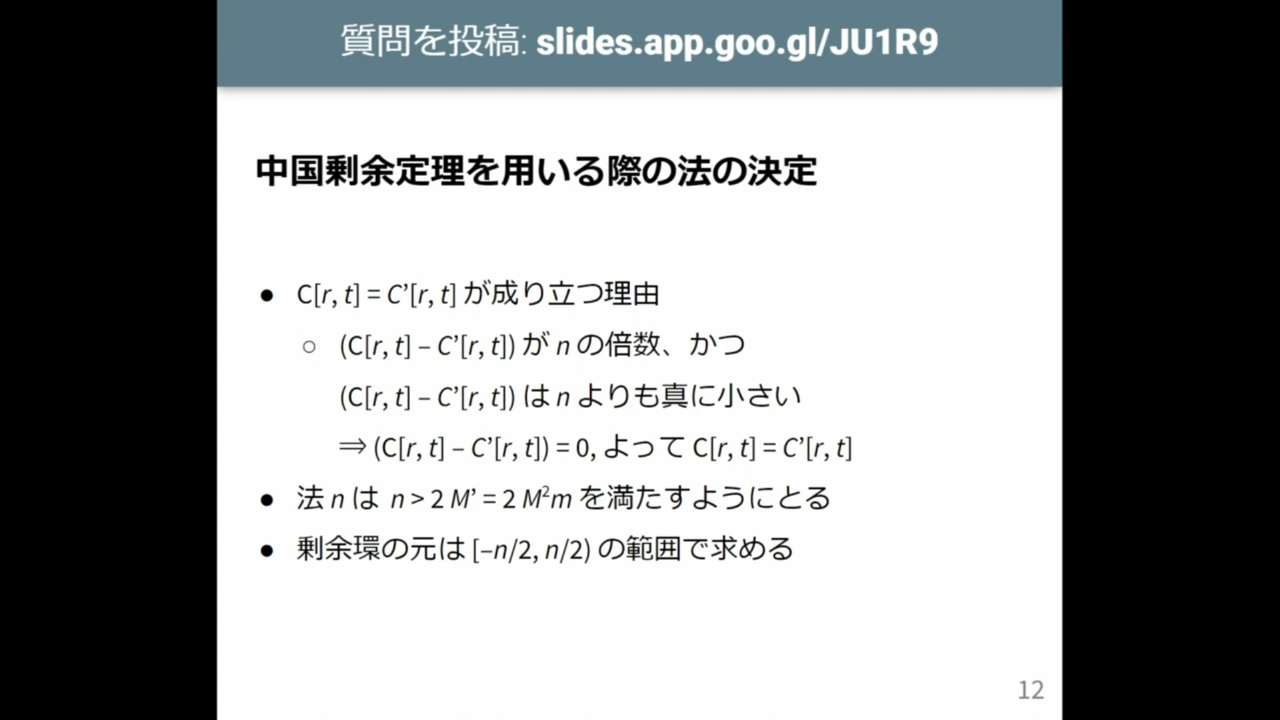 質問を投稿: slides.app.goo.gl/JU1R9
中国剰余定理を用いる際の法の決定
● C[r, t] = C’[r, t] が成り立つ理由
○ (C[r, t] – C’[r, t]) が n の倍数、かつ
(C[r, t] – C’[r, t]) は n よりも真に小さい
⇒ (C[r, t] – C’[r, t]) = 0, よって C[r, t] = C’[r, t]
● 法 n は n > 2 M’ = 2 M²m を満たすようにとる
● 剰余環の元は [–n/2, n/2) の範囲で求める
12